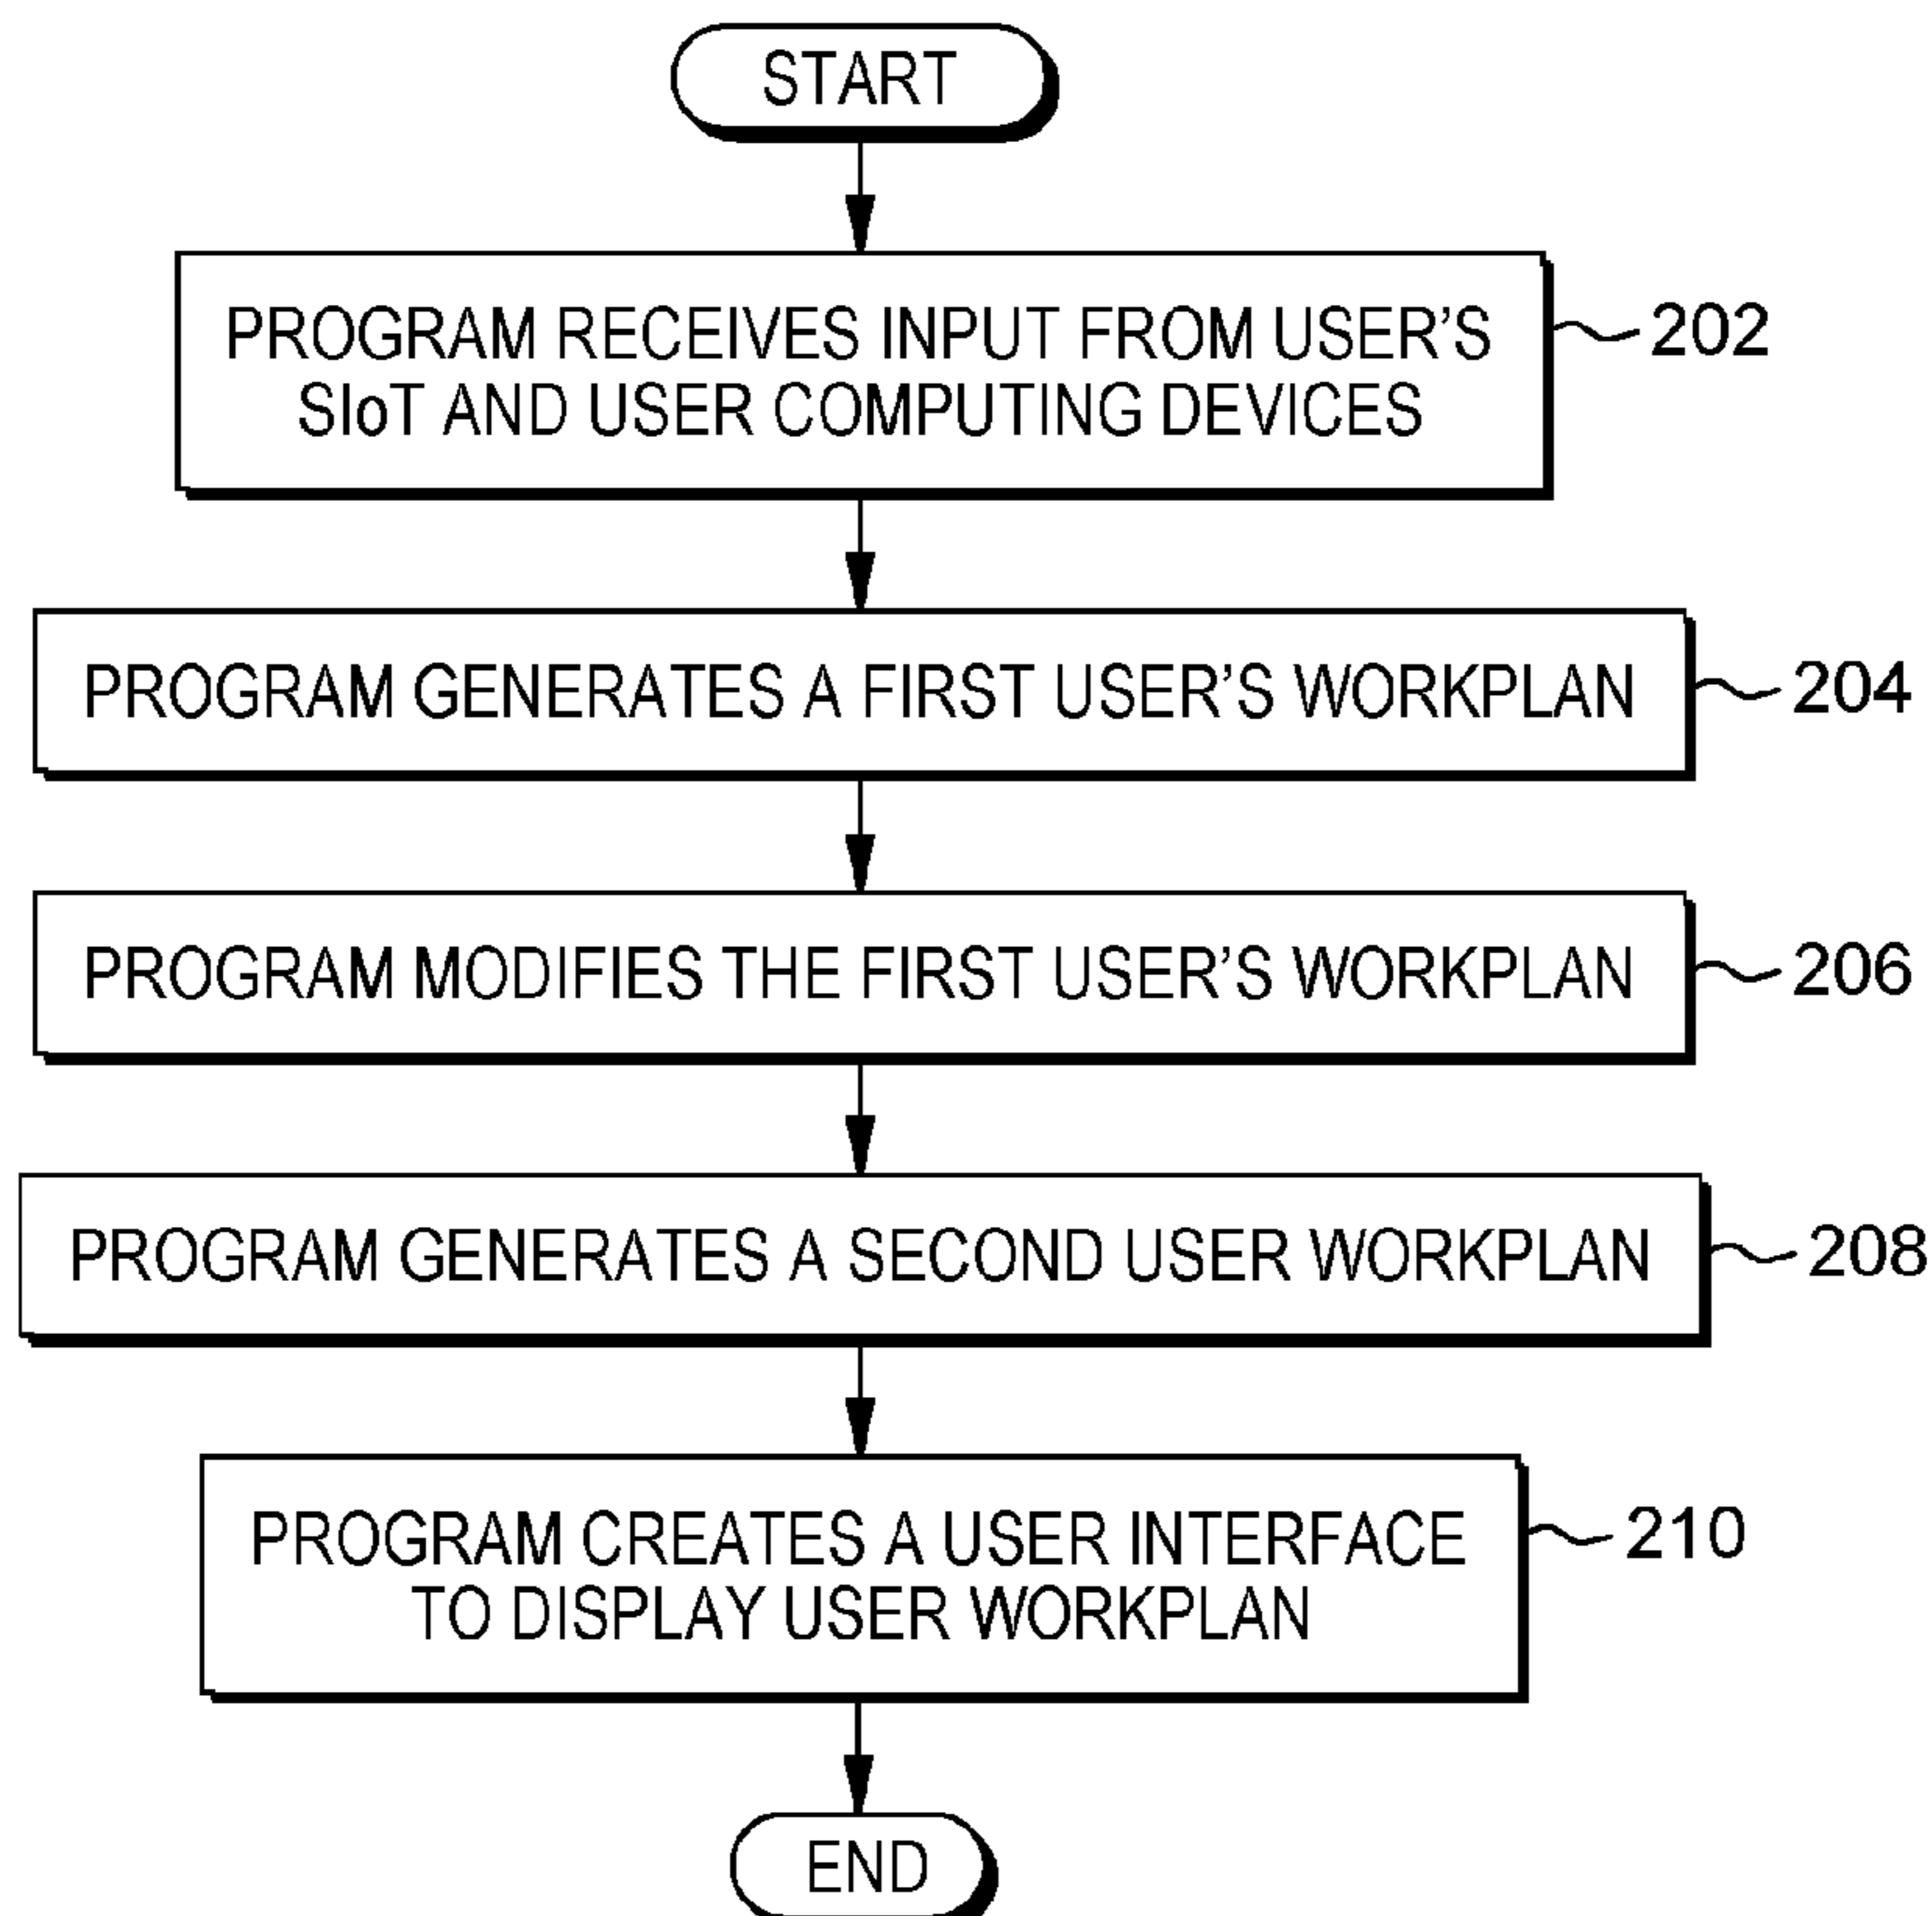 START
PROGRAM RECEIVES INPUT FROM USER’S
SIoT AND USER COMPUTING DEVICES
202
PROGRAM GENERATES A FIRST USER’S WORKPLAN
204
PROGRAM MODIFIES THE FIRST USER’S WORKPLAN
206
PROGRAM GENERATES A SECOND USER WORKPLAN
208
PROGRAM CREATES A USER INTERFACE
TO DISPLAY USER WORKPLAN
210
END